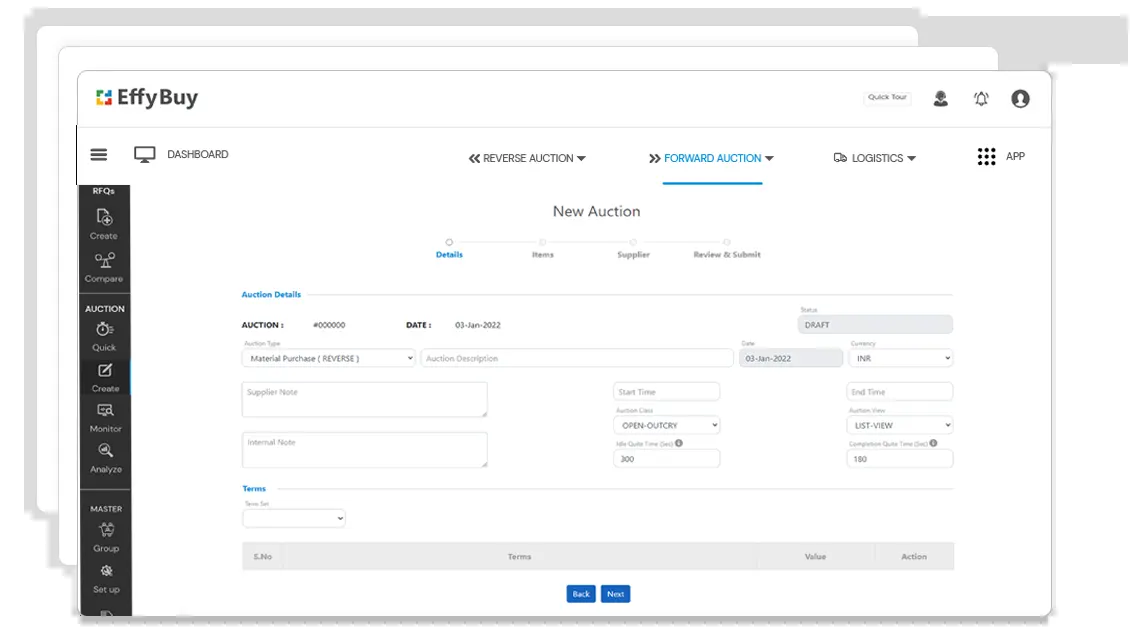 EffyBuy
Quick Tour
DASHBOARD
REVERSE AUCTION
FORWARD AUCTION
LOGISTICS
APP
RFQs
Create
Compare
AUCTION
Quick
Create
Monitor
Analyze
MASTER
Group
Set up
New Auction
Details Items Supplier Review & Submit
Auction Details
Status
AUCTION : #000000 DATE : 03-Jan-2022 DRAFT
Auction Type Date Currency
Material Purchase ( REVERSE ) Auction Description 03-Jan-2022 INR
Supplier Note Start Time End Time
Auction Class Auction View
OPEN-OUTCRY LIST-VIEW
Internal Note Idle Quite Time (Sec) Completion Quite Time (Sec)
300 180
Terms
Term Set
S.No Terms Value Action
Back Next